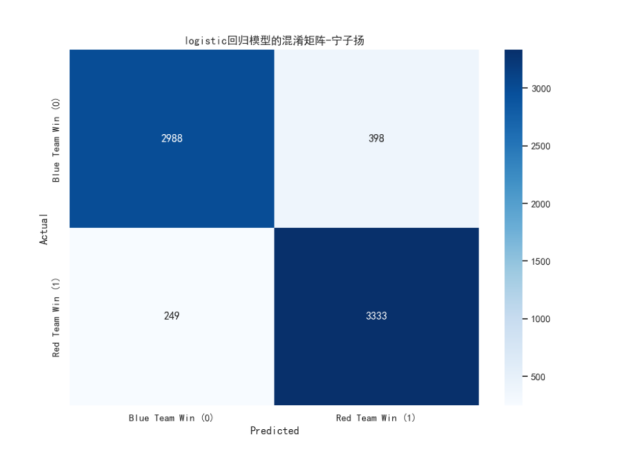 logistic回归模型的混淆矩阵-宁子扬
Actual
Blue Team Win (0)
Red Team Win (1)
2988
398
249
3333
Blue Team Win (0)
Red Team Win (1)
Predicted
3000
2500
2000
1500
1000
500